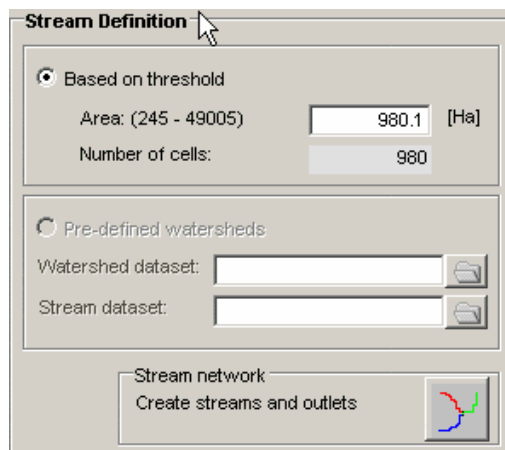 Stream Definition
Based on threshold
Area: (245 - 49005) 980.1 [Ha]
Number of cells: 980
Pre-defined watersheds
Watershed dataset:
Stream dataset:
Stream network
Create streams and outlets